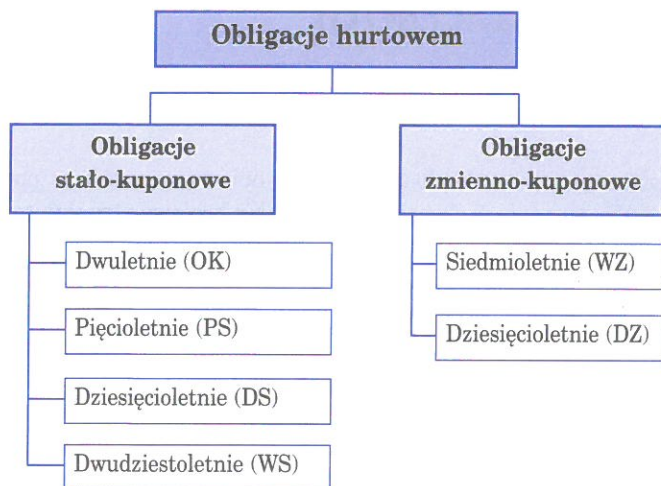 Obligacje hurtowem
Obligacje
stało-kuponowe
Dwuletnie (OK)
Pięcioletnie (PS)
Dziesięcioletnie (DS)
Dwudziestoletnie (WS)
Obligacje
zmienno-kuponowe
Siedmioletnie (WZ)
Dziesięcioletnie (DZ)